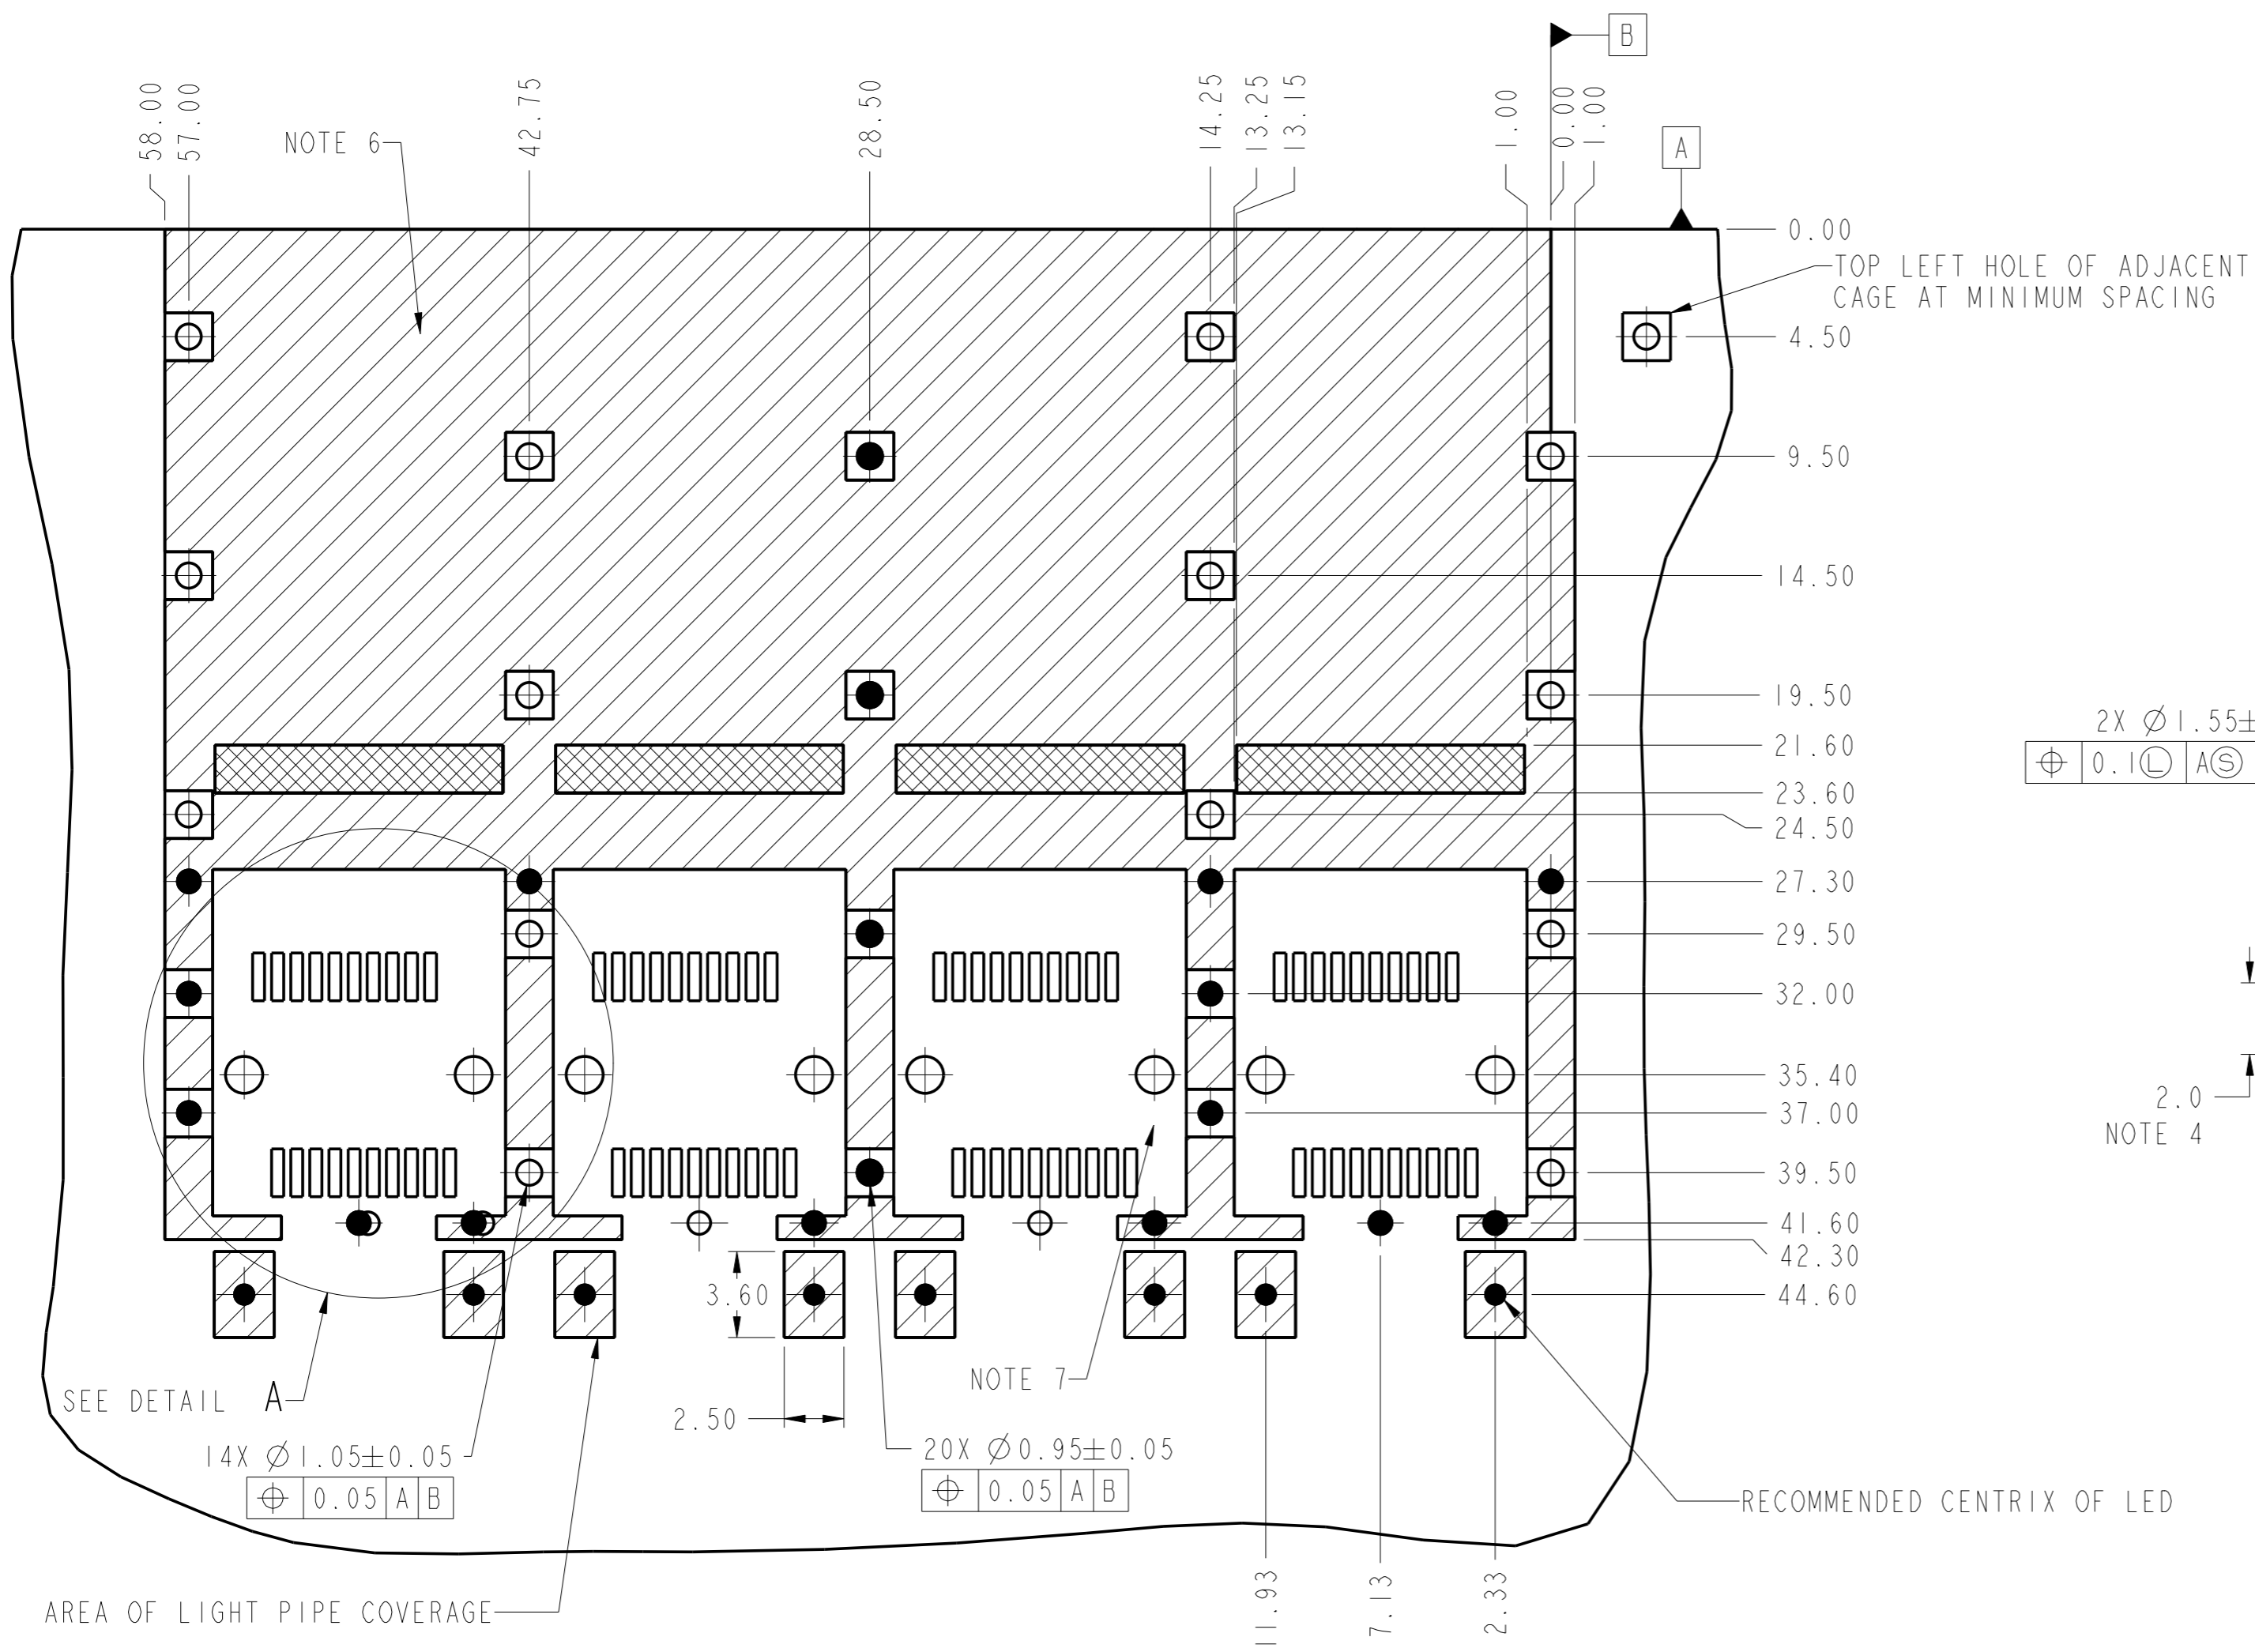 B
58.00
57.00
42.75
28.50
14.25
13.25
13.15
1.00
0.00
1.00
NOTE 6
A
0.00
TOP LEFT HOLE OF ADJACENT
CAGE AT MINIMUM SPACING
4.50
9.50
14.50
19.50
2X Ø1.55±
21.60
⌖ 0.1Ⓛ AⓈ
23.60
24.50
27.30
29.50
32.00
35.40
2.0
37.00
NOTE 4
39.50
41.60
42.30
3.60
44.60
NOTE 7
SEE DETAIL A
2.50
14X Ø1.05±0.05
⌖ 0.05 A B
20X Ø0.95±0.05
⌖ 0.05 A B
RECOMMENDED CENTRIX OF LED
11.93
7.13
2.33
AREA OF LIGHT PIPE COVERAGE